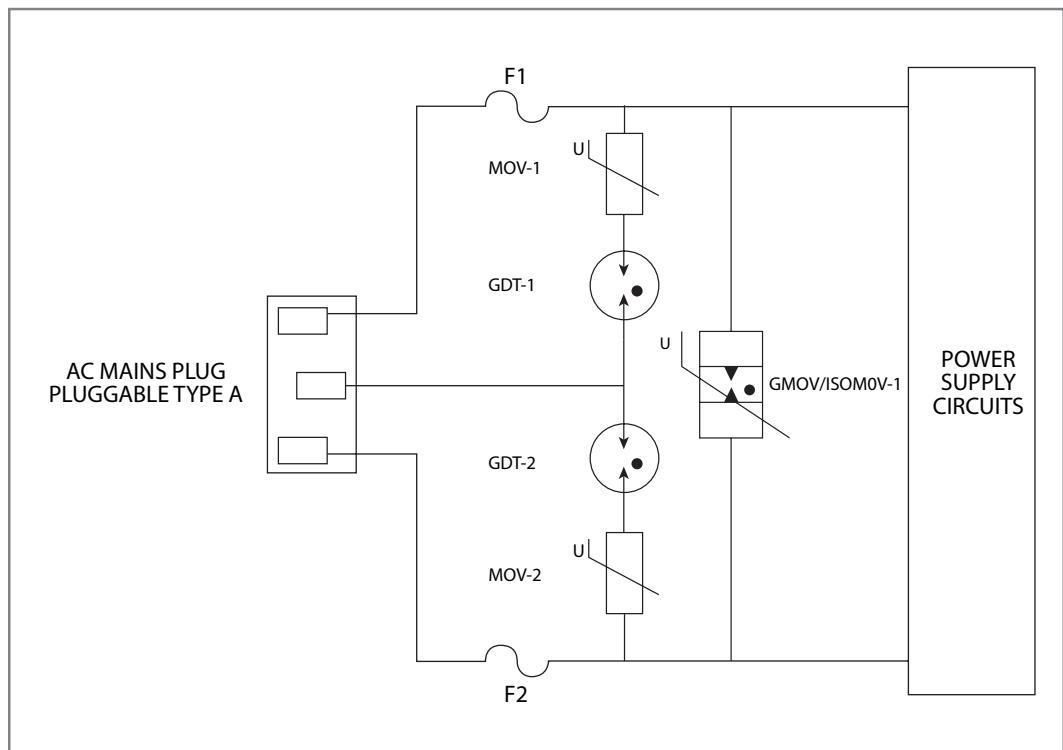 F1
U
MOV-1
GDT-1
U
AC MAINS PLUG
PLUGGABLE TYPE A
GMOV/ISOM0V-1
POWER
SUPPLY
CIRCUITS
GDT-2
U
MOV-2
F2